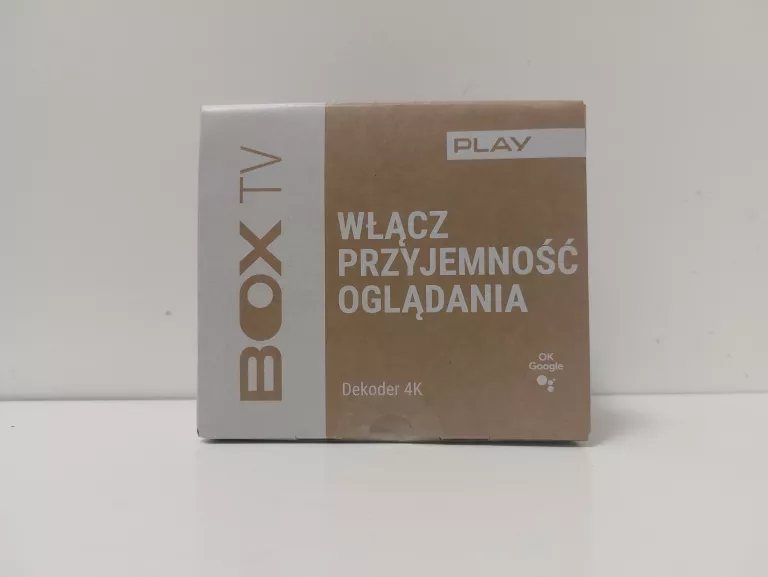 BOX TV
PLAY
WŁĄCZ
PRZYJEMNOŚĆ
OGLĄDANIA
Dekoder 4K
OK
Google